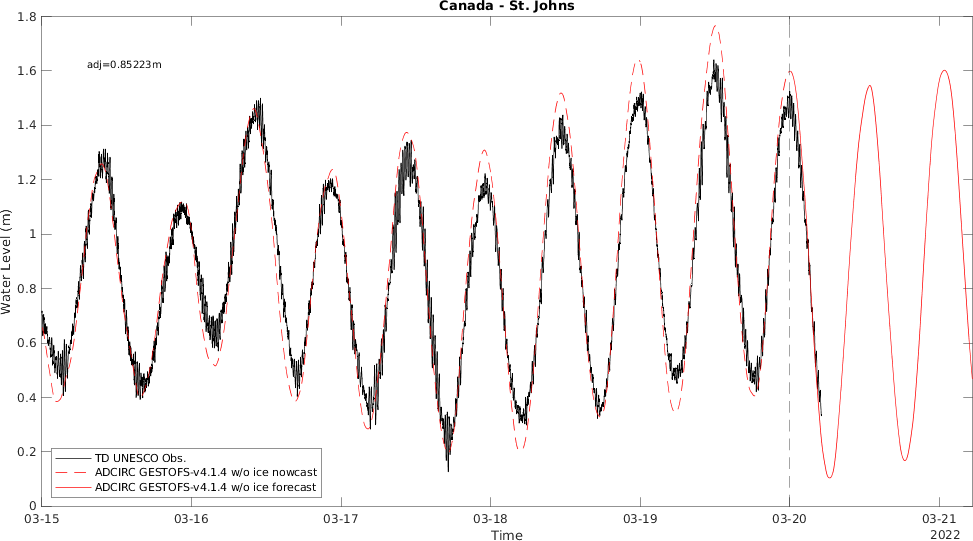 Canada - St. Johns
1.8
adj=0.85223m
1.6
1.4
1.2
1
0.8
0.6
0.4
0.2
0
Water Level (m)
TD UNESCO Obs.
ADCIRC GESTOFS-v4.1.4 w/o ice nowcast
ADCIRC GESTOFS-v4.1.4 w/o ice forecast
03-15 03-16 03-17 03-18 03-19 03-20 03-21
Time 2022